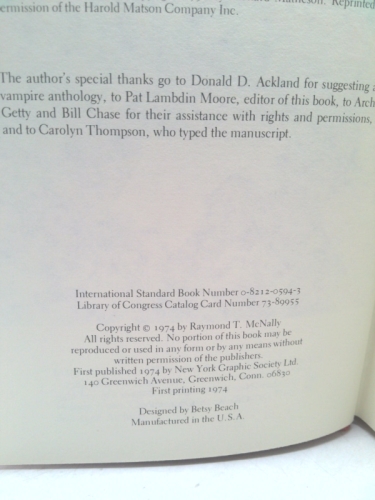 ermission of the Harold Matson Company Inc.
The author's special thanks go to Donald D. Ackland for suggesting a
vampire anthology, to Pat Lambdin Moore, editor of this book, to Arch
Getty and Bill Chase for their assistance with rights and permissions,
and to Carolyn Thompson, who typed the manuscript.
International Standard Book Number 0-8212-0594-3
Library of Congress Catalog Card Number 73-89955
Copyright © 1974 by Raymond T. McNally
All rights reserved. No portion of this book may be
reproduced or used in any form or by any means without
written permission of the publishers.
First published 1974 by New York Graphic Society Ltd.
140 Greenwich Avenue, Greenwich, Conn. 06830
First printing 1974
Designed by Betsy Beach
Manufactured in the U.S.A.